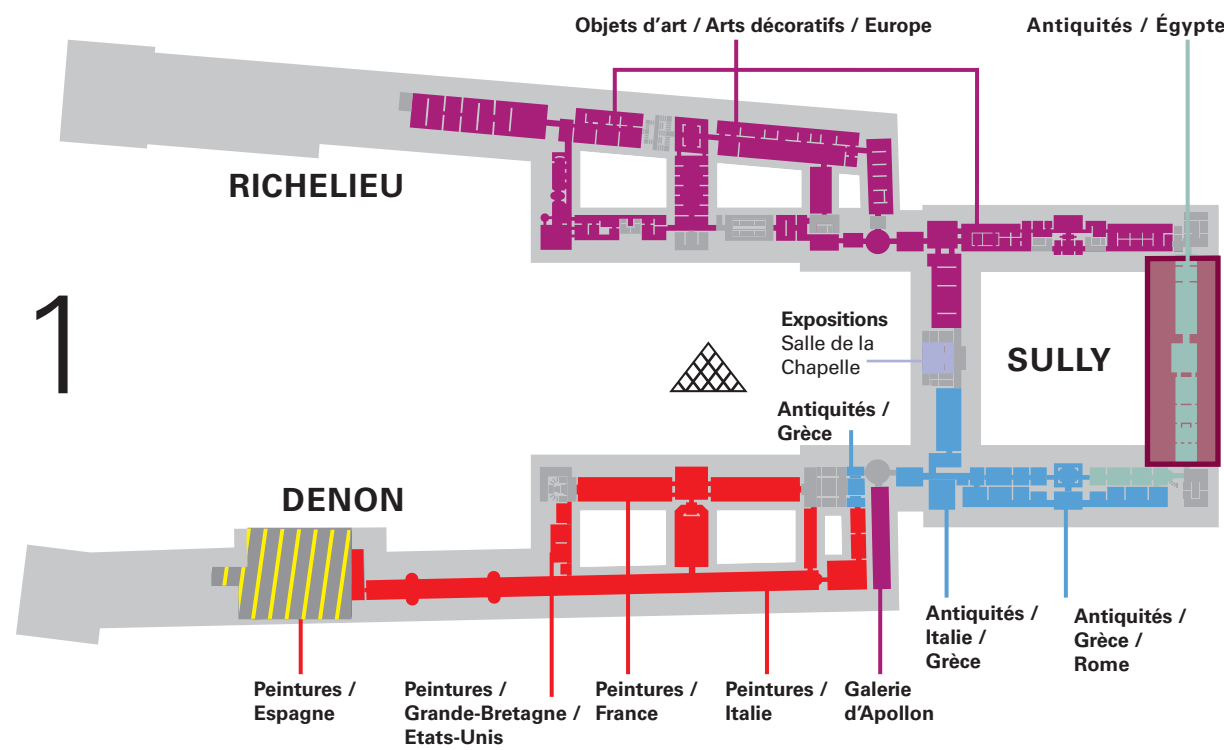 Objets d'art / Arts décoratifs / Europe
Antiquités / Égypte
RICHELIEU
1
Expositions
Salle de la
Chapelle
SULLY
Antiquités /
Grèce
DENON
Antiquités /
Italie /
Grèce
Antiquités /
Grèce /
Rome
Peintures /
Espagne
Peintures /
Grande-Bretagne /
Etats-Unis
Peintures /
France
Peintures /
Italie
Galerie
d'Apollon